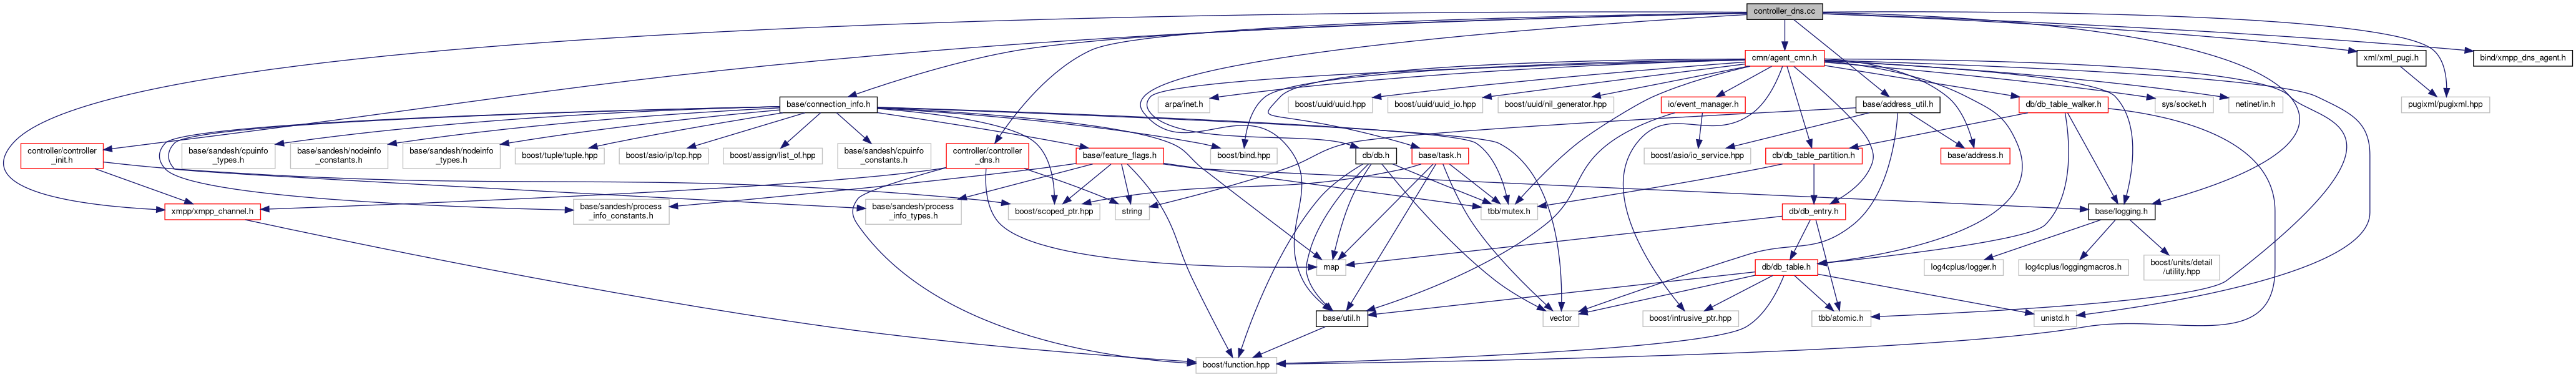 controller_dns.cc
cmn/agent_cmn.h
xml/xml_pugi.h
bind/xmpp_dns_agent.h
base/connection_info.h
arpa/inet.h
boost/uuid/uuid.hpp
boost/uuid/uuid_io.hpp
boost/uuid/nil_generator.hpp
io/event_manager.h
base/address_util.h
db/db_table_walker.h
sys/socket.h
netinet/in.h
pugixml/pugixml.hpp
controller/controller
_init.h
base/sandesh/cpuinfo
_types.h
base/sandesh/nodeinfo
_constants.h
base/sandesh/nodeinfo
_types.h
boost/tuple/tuple.hpp
boost/asio/ip/tcp.hpp
boost/assign/list_of.hpp
base/sandesh/cpuinfo
_constants.h
controller/controller
_dns.h
base/feature_flags.h
boost/bind.hpp
db/db.h
base/task.h
boost/asio/io_service.hpp
db/db_table_partition.h
base/address.h
xmpp/xmpp_channel.h
base/sandesh/process
_info_constants.h
base/sandesh/process
_info_types.h
boost/scoped_ptr.hpp
string
tbb/mutex.h
db/db_entry.h
base/logging.h
map
db/db_table.h
log4cplus/logger.h
log4cplus/loggingmacros.h
boost/units/detail
/utility.hpp
base/util.h
vector
boost/intrusive_ptr.hpp
tbb/atomic.h
unistd.h
boost/function.hpp